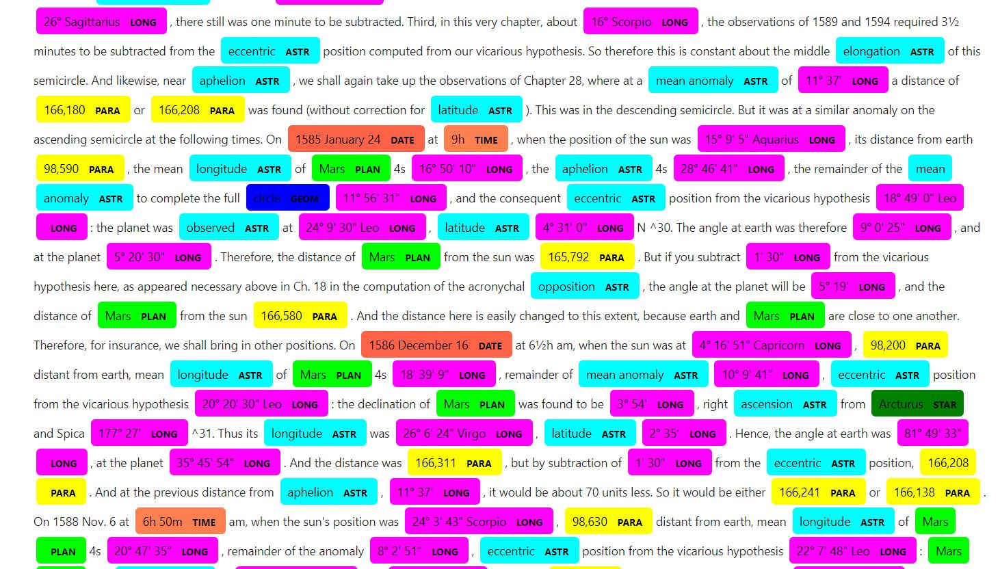 26° Sagittarius LONG , there still was one minute to be subtracted. Third, in this very chapter, about 16° Scorpio LONG , the observations of 1589 and 1594 required 3½
minutes to be subtracted from the eccentric ASTR position computed from our vicarious hypothesis. So therefore this is constant about the middle elongation ASTR of this
semicircle. And likewise, near aphelion ASTR , we shall again take up the observations of Chapter 28, where at a mean anomaly ASTR of 11° 37' LONG a distance of
166,180 PARA or 166,208 PARA was found (without correction for latitude ASTR ). This was in the descending semicircle. But it was at a similar anomaly on the
ascending semicircle at the following times. On 1585 January 24 DATE at 9h TIME , when the position of the sun was 15° 9' 5" Aquarius LONG , its distance from earth
98,590 PARA , the mean longitude ASTR of Mars PLAN 4s 16° 50' 10" LONG , the aphelion ASTR 4s 28° 46' 41" LONG , the remainder of the mean
anomaly ASTR to complete the full circle GEOM 11° 56' 31" LONG , and the consequent eccentric ASTR position from the vicarious hypothesis 18° 49' 0" Leo
LONG : the planet was observed ASTR at 24° 9' 30" Leo LONG , latitude ASTR 4° 31' 0" LONG N ^30. The angle at earth was therefore 9° 0' 25" LONG , and
at the planet 5° 20' 30" LONG . Therefore, the distance of Mars PLAN from the sun was 165,792 PARA . But if you subtract 1' 30" LONG from the vicarious
hypothesis here, as appeared necessary above in Ch. 18 in the computation of the acronychal opposition ASTR , the angle at the planet will be 5° 19' LONG , and the
distance of Mars PLAN from the sun 166,580 PARA . And the distance here is easily changed to this extent, because earth and Mars PLAN are close to one another.
Therefore, for insurance, we shall bring in other positions. On 1586 December 16 DATE at 6½h am, when the sun was at 4° 16' 51" Capricorn LONG , 98,200 PARA
distant from earth, mean longitude ASTR of Mars PLAN 4s 18° 39' 9" LONG , remainder of mean anomaly ASTR 10° 9' 41" LONG , eccentric ASTR position
from the vicarious hypothesis 20° 20' 30" Leo LONG : the declination of Mars PLAN was found to be 3° 54' LONG , right ascension ASTR from Arcturus STAR
and Spica 177° 27' LONG ^31. Thus its longitude ASTR was 26° 6' 24" Virgo LONG , latitude ASTR 2° 35' LONG . Hence, the angle at earth was 81° 49' 33"
LONG , at the planet 35° 45' 54" LONG . And the distance was 166,311 PARA , but by subtraction of 1' 30" LONG from the eccentric ASTR position, 166,208
PARA . And at the previous distance from aphelion ASTR , 11° 37' LONG , it would be about 70 units less. So it would be either 166,241 PARA or 166,138 PARA .
On 1588 Nov. 6 at 6h 50m TIME am, when the sun's position was 24° 3' 43" Scorpio LONG , 98,630 PARA distant from earth, mean longitude ASTR of Mars
PLAN 4s 20° 47' 35" LONG , remainder of the anomaly 8° 2' 51" LONG , eccentric ASTR position from the vicarious hypothesis 22° 7' 48" Leo LONG : Mars